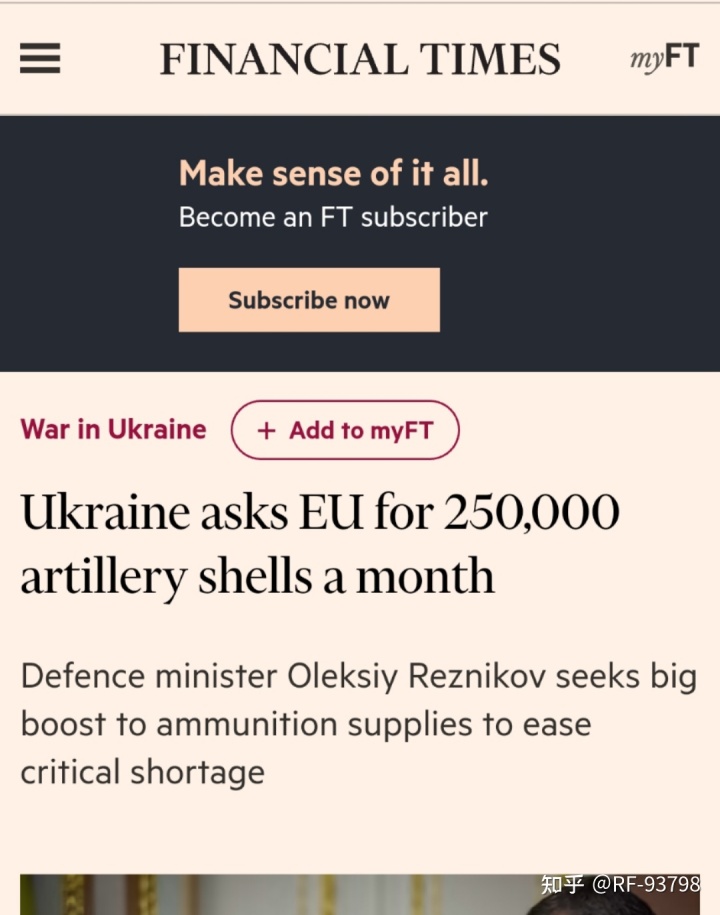 FINANCIAL TIMES
myFT
Make sense of it all.
Become an FT subscriber
Subscribe now
War in Ukraine
+ Add to myFT
Ukraine asks EU for 250,000
artillery shells a month
Defence minister Oleksiy Reznikov seeks big
boost to ammunition supplies to ease
critical shortage
知乎 @RF-93798